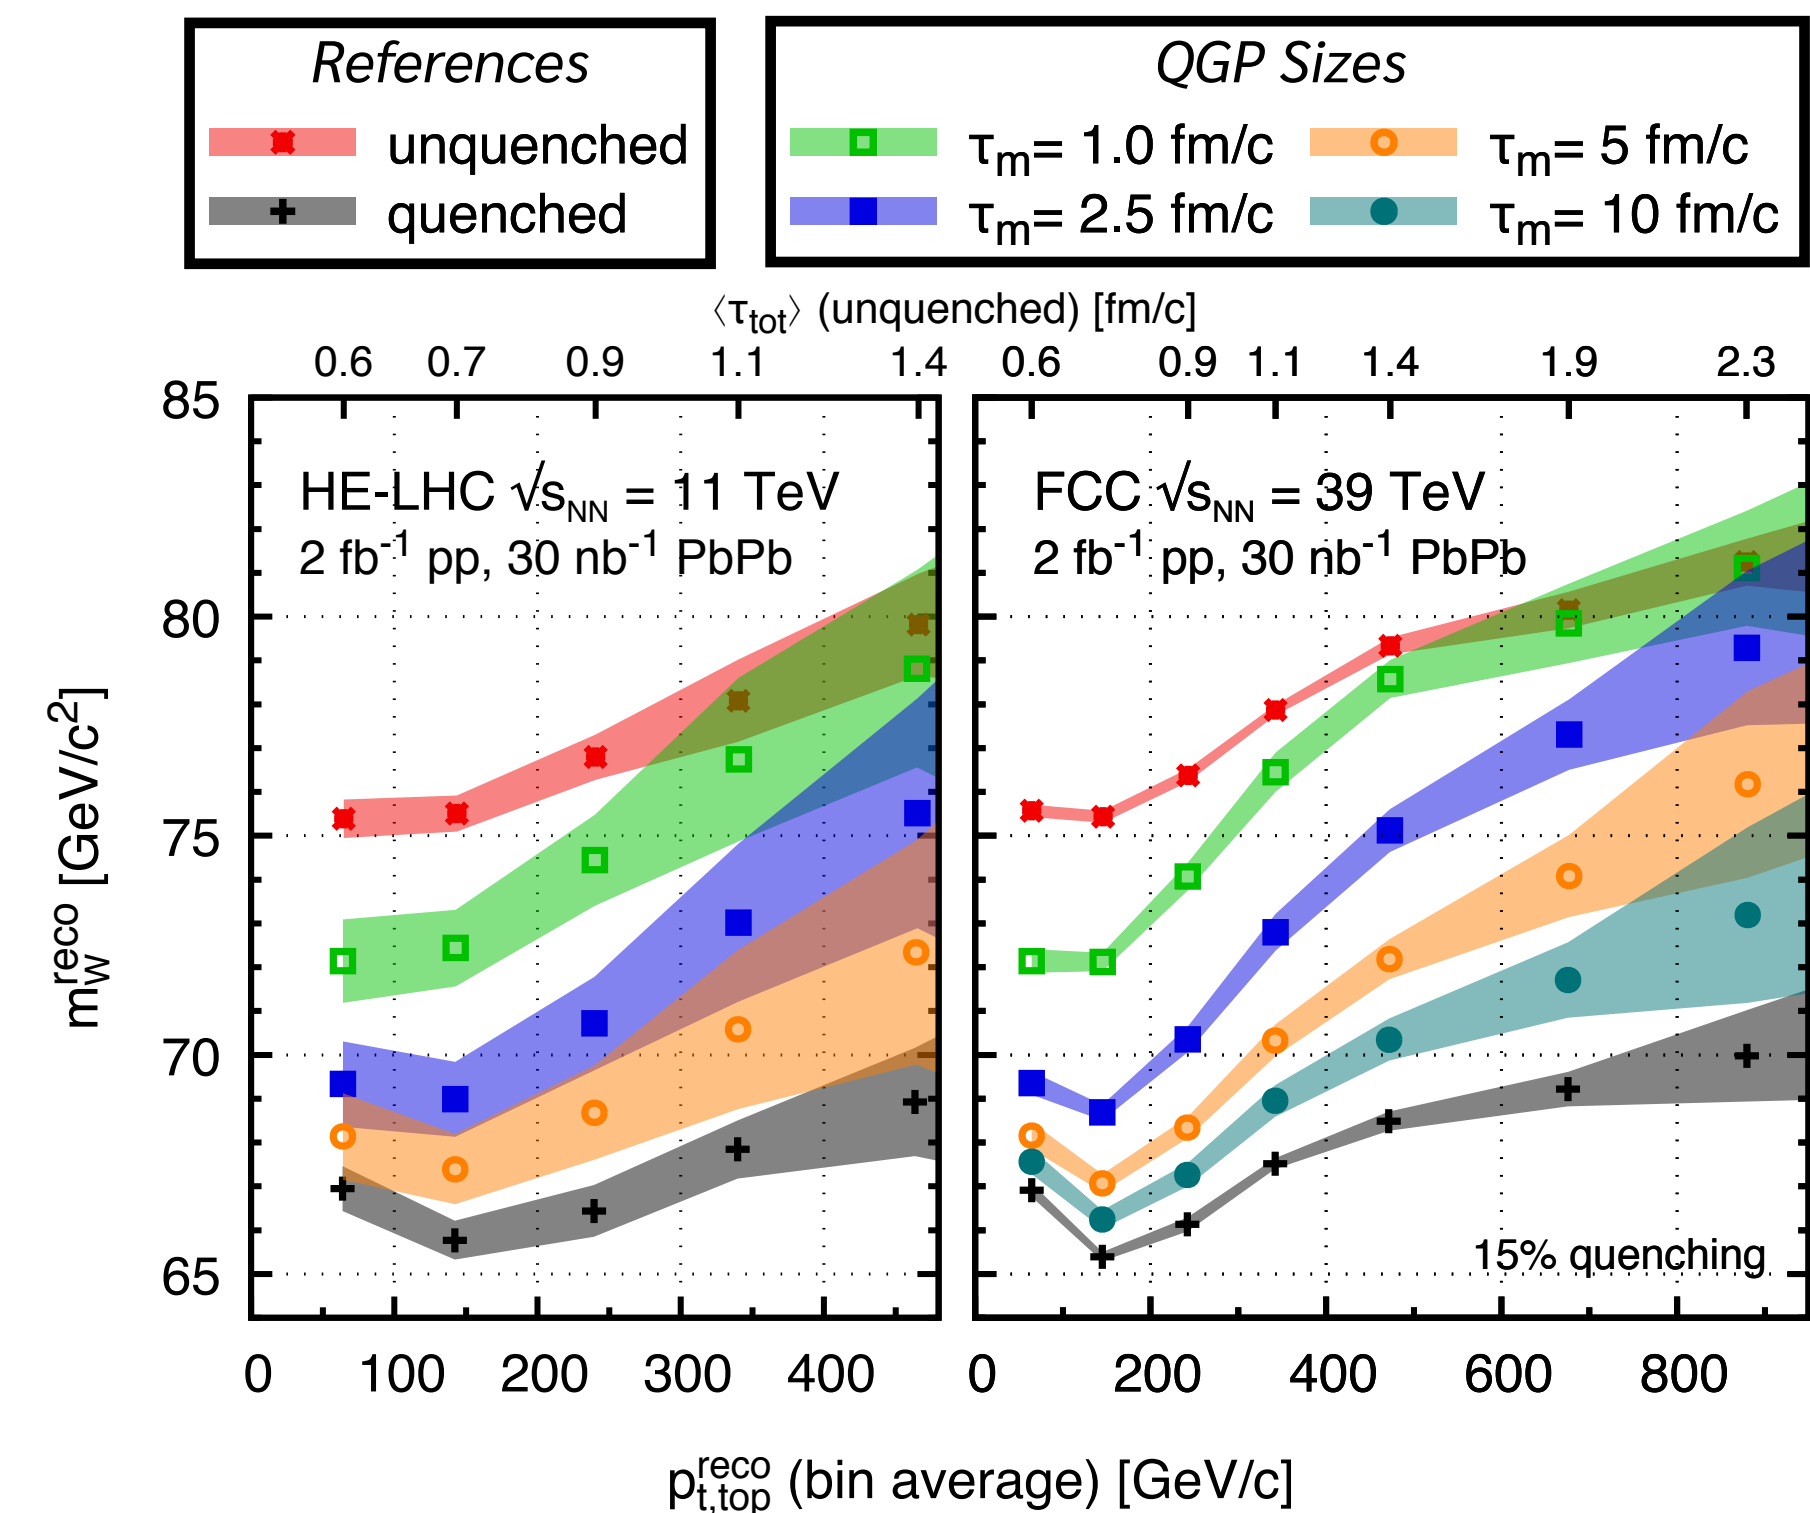 References
unquenched
quenched
QGP Sizes
τm= 1.0 fm/c
τm= 5 fm/c
τm= 2.5 fm/c
τm= 10 fm/c
⟨τtot⟩ (unquenched) [fm/c]
0.6 0.7 0.9 1.1 1.4
0.6 0.9 1.1 1.4 1.9 2.3
85
80
75
70
65
mWreco [GeV/c2]
HE-LHC √sNN = 11 TeV
2 fb-1 pp, 30 nb-1 PbPb
FCC √sNN = 39 TeV
2 fb-1 pp, 30 nb-1 PbPb
15% quenching
0 100 200 300 400
0 200 400 600 800
pt,topreco (bin average) [GeV/c]